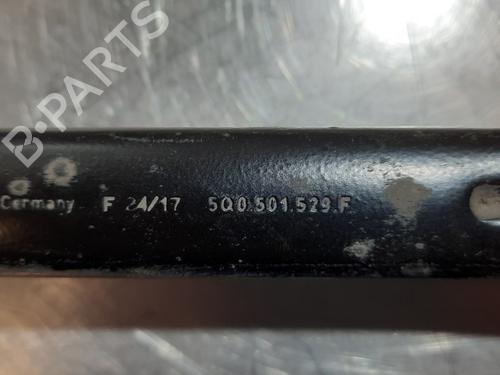 B-PARTS
Germany F 24/17 5Q0.501.529.F